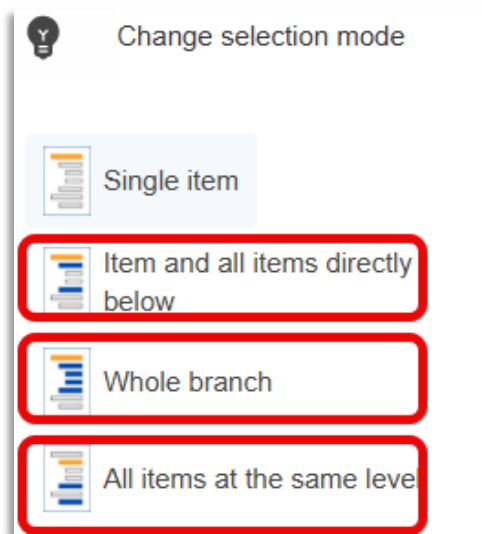 Change selection mode
Single item
Item and all items directly
below
Whole branch
All items at the same leve